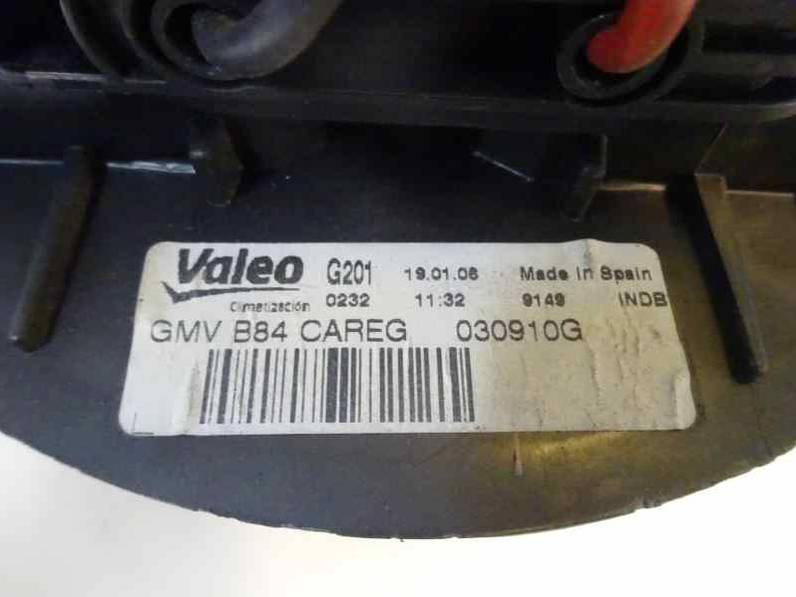 Valeo G201 19.01.06 Made In Spain
Climatización 0232 11:32 9149 INDB
GMV B84 CAREG 030910G